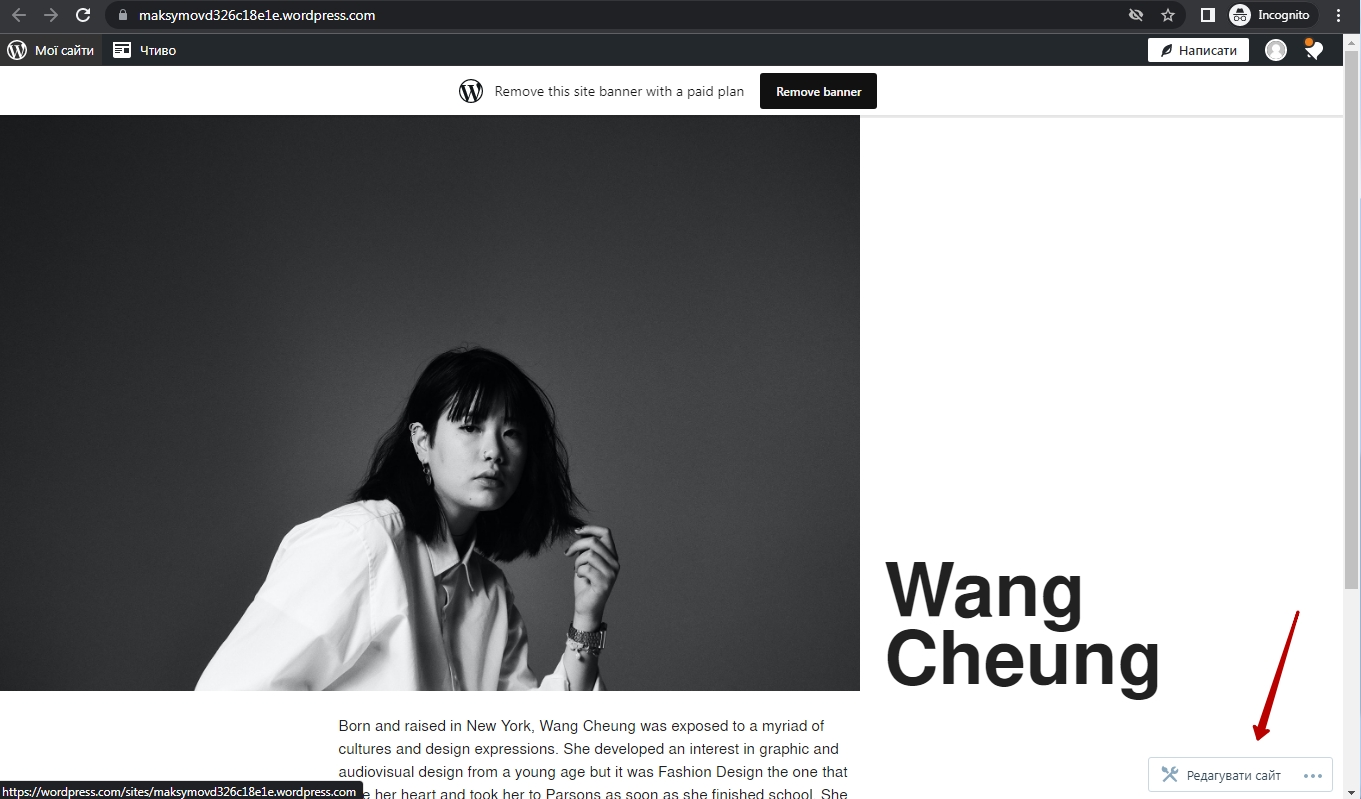 maksymovd326c18e1e.wordpress.com
Incognito
Мої сайти
Чтиво
Написати
Remove this site banner with a paid plan
Remove banner
Wang
Cheung
Born and raised in New York, Wang Cheung was exposed to a myriad of
cultures and design expressions. She developed an interest in graphic and
audiovisual design from a young age but it was Fashion Design the one that
her heart and took her to Parsons as soon as she finished school. She
Редагувати сайт
https://wordpress.com/sites/maksymovd326c18e1e.wordpress.com